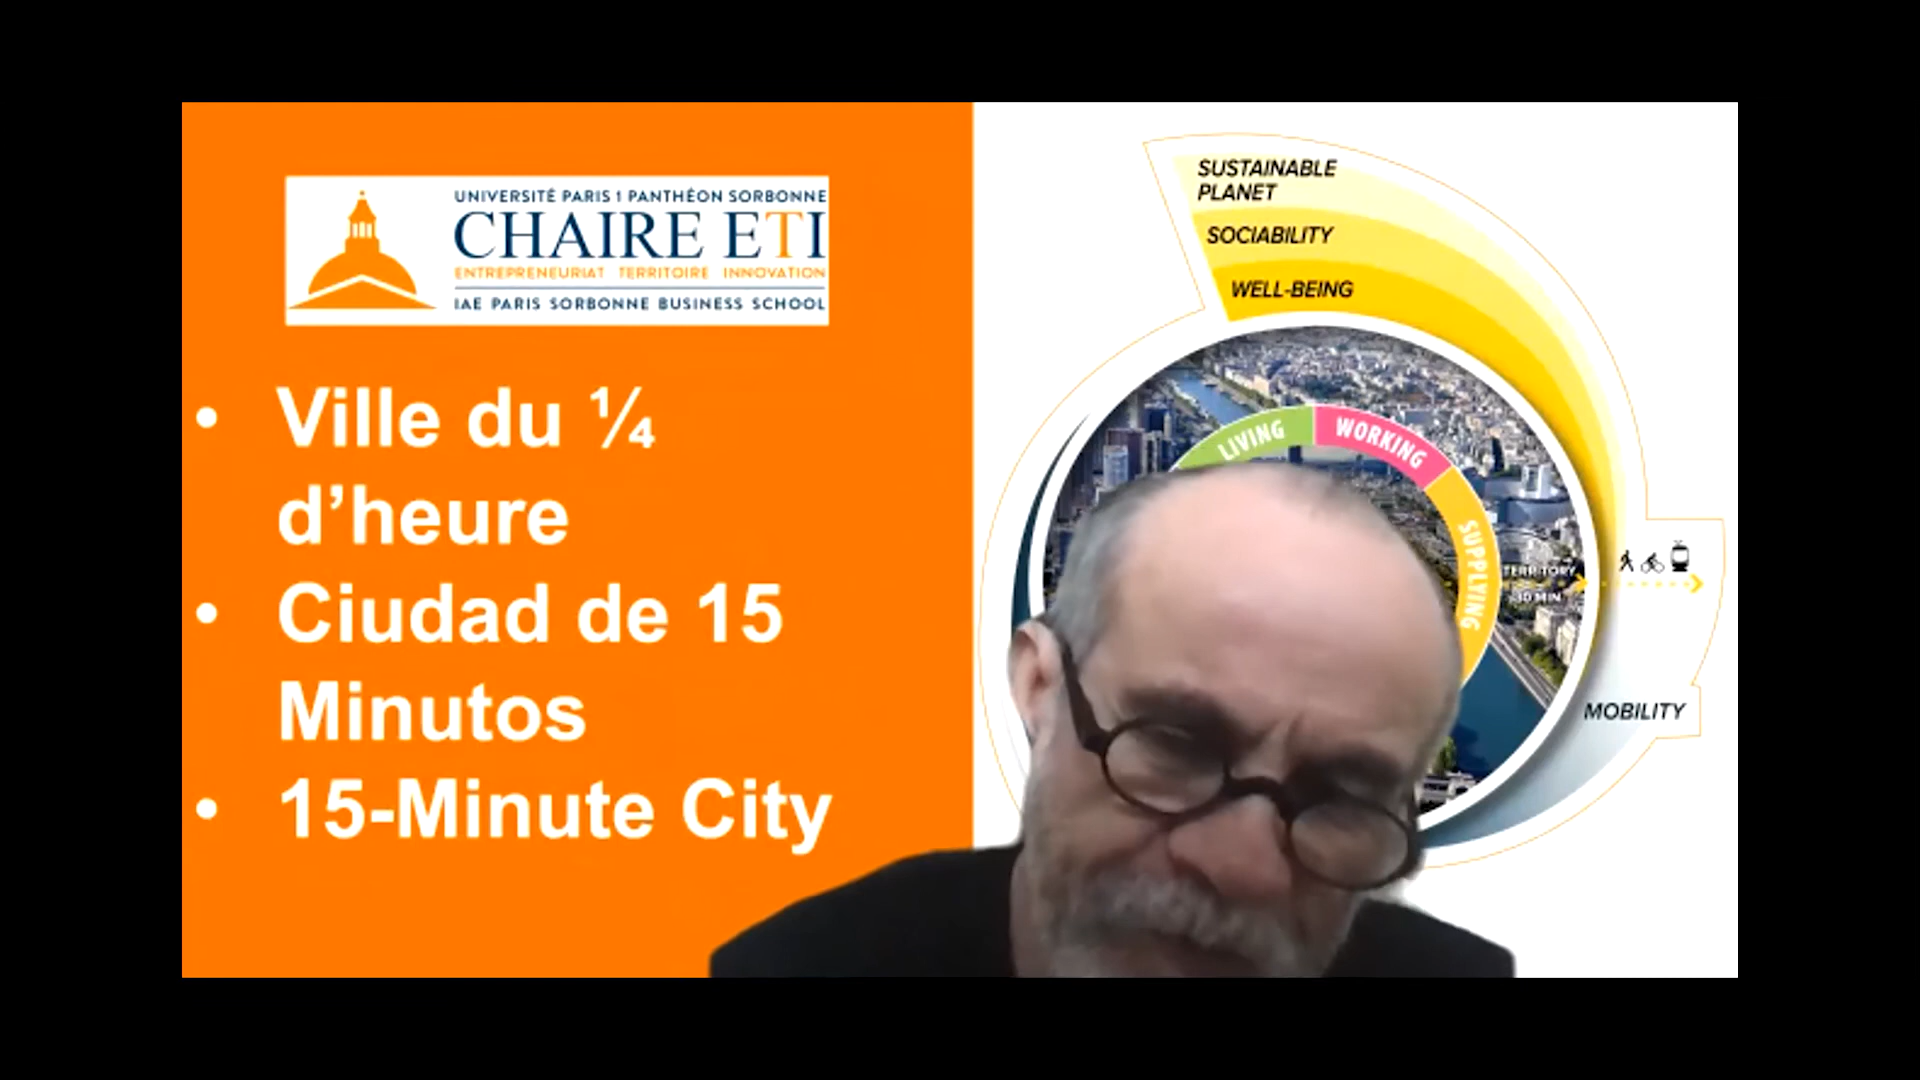 UNIVERSITÉ PARIS 1 PANTHÉON SORBONNE
CHAIRE ETI
ENTREPRENEURIAT TERRITOIRE INNOVATION
IAE PARIS SORBONNE BUSINESS SCHOOL
• Ville du ¼
d’heure
• Ciudad de 15
Minutos
• 15-Minute City
SUSTAINABLE
PLANET
SOCIABILITY
WELL-BEING
LIVING
WORKING
SUPPLYING
TERRITORY
30 MIN
MOBILITY